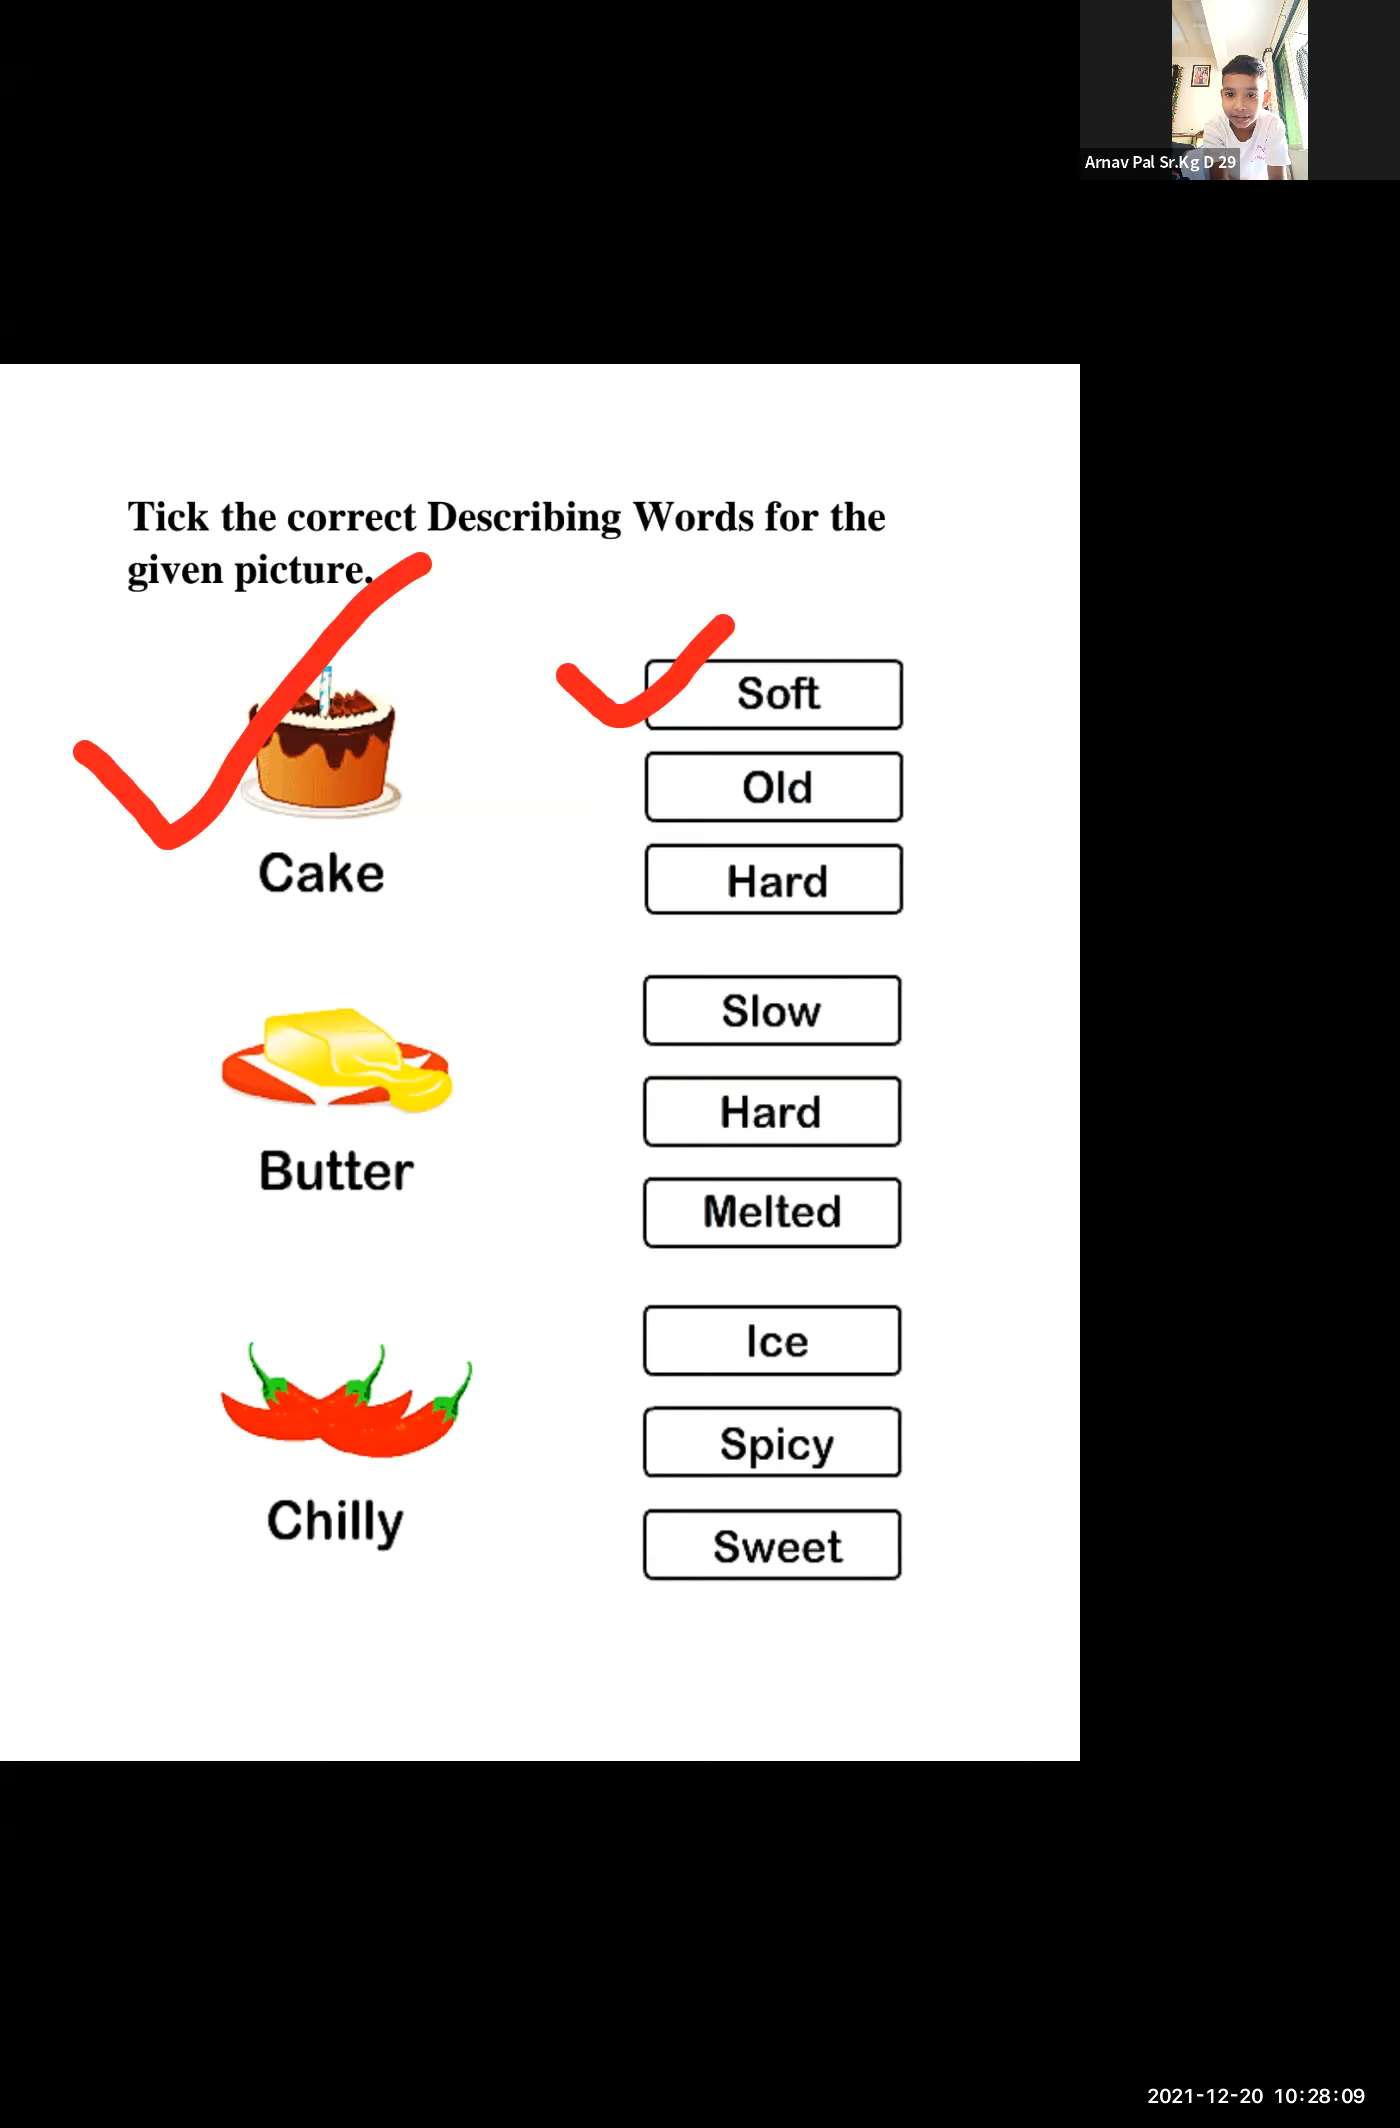 Arnav Pal Sr.Kg D 29
Tick the correct Describing Words for the
given picture.
Soft
Old
Hard
Cake
Slow
Hard
Melted
Butter
Ice
Spicy
Sweet
Chilly
2021-12-20 10:28:09